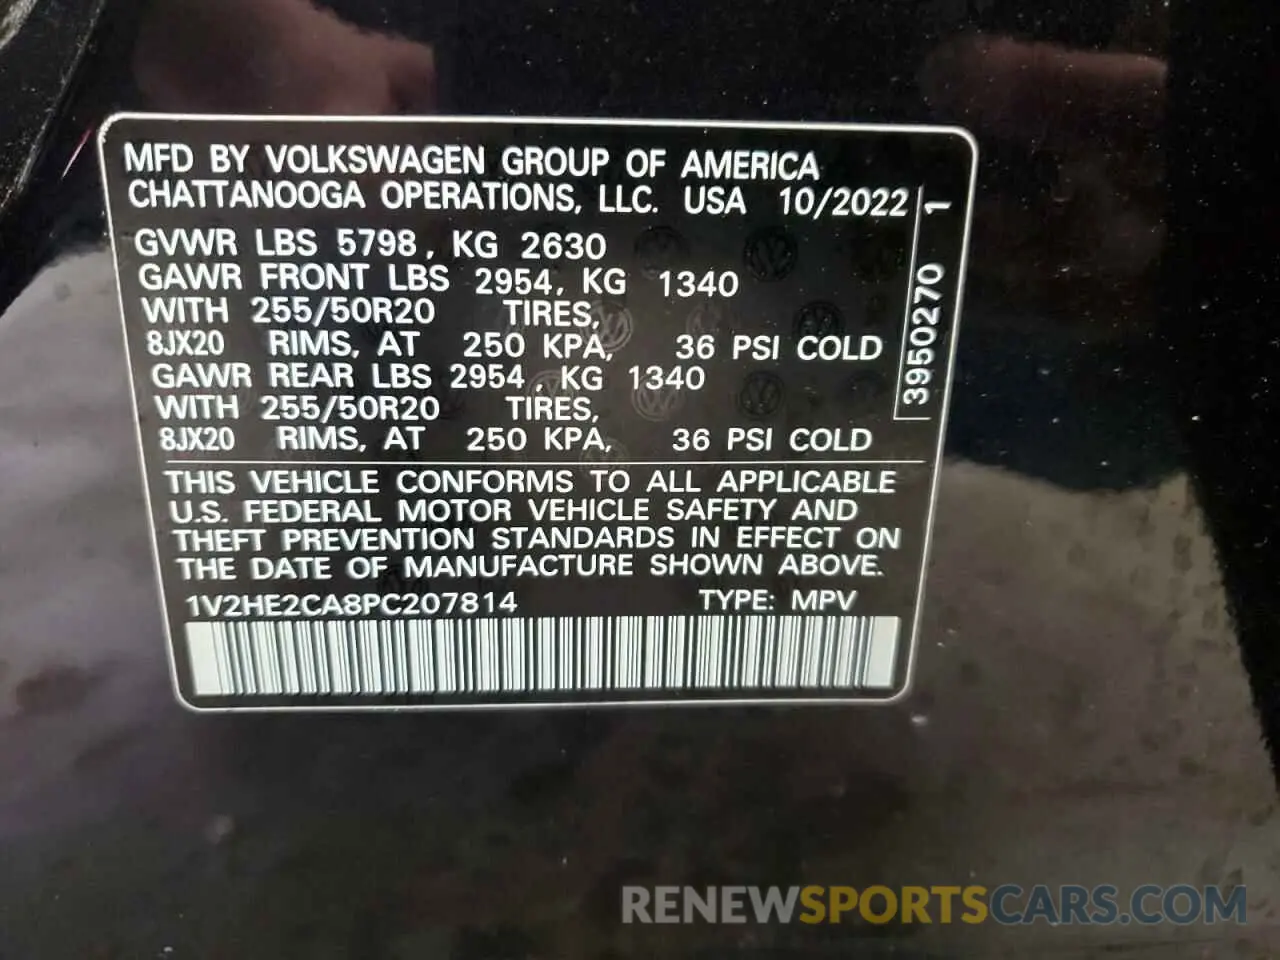 MFD BY VOLKSWAGEN GROUP OF AMERICA
CHATTANOOGA OPERATIONS, LLC. USA 10/2022
GVWR LBS 5798, KG 2630
GAWR FRONT LBS 2954, KG 1340
WITH 255/50R20 TIRES,
8JX20 RIMS, AT 250 KPA, 36 PSI COLD
GAWR REAR LBS 2954, KG 1340
WITH 255/50R20 TIRES,
8JX20 RIMS, AT 250 KPA, 36 PSI COLD
3950270 1
THIS VEHICLE CONFORMS TO ALL APPLICABLE
U.S. FEDERAL MOTOR VEHICLE SAFETY AND
THEFT PREVENTION STANDARDS IN EFFECT ON
THE DATE OF MANUFACTURE SHOWN ABOVE.
1V2HE2CA8PC207814 TYPE: MPV
RENEWSPORTSCARS.COM